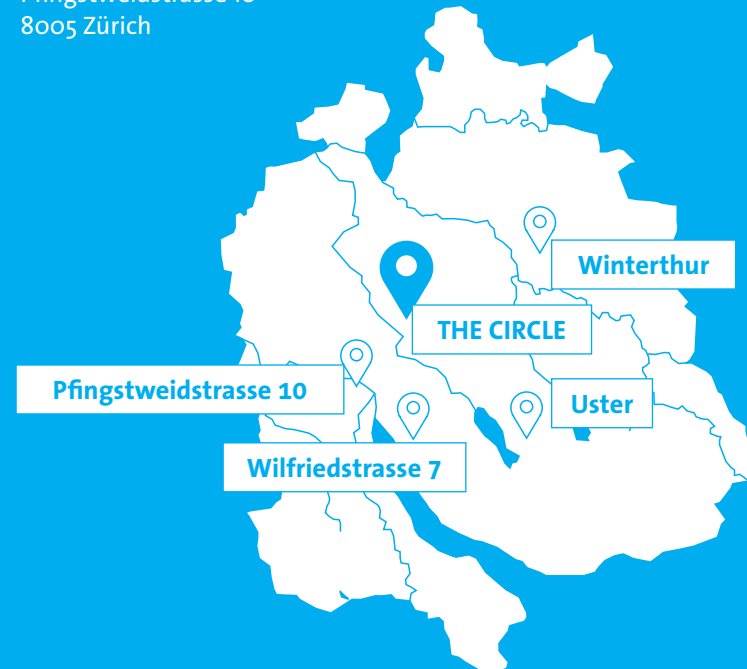 8005 Zürich
Winterthur
THE CIRCLE
Pfingstweidstrasse 10
Uster
Wilfriedstrasse 7